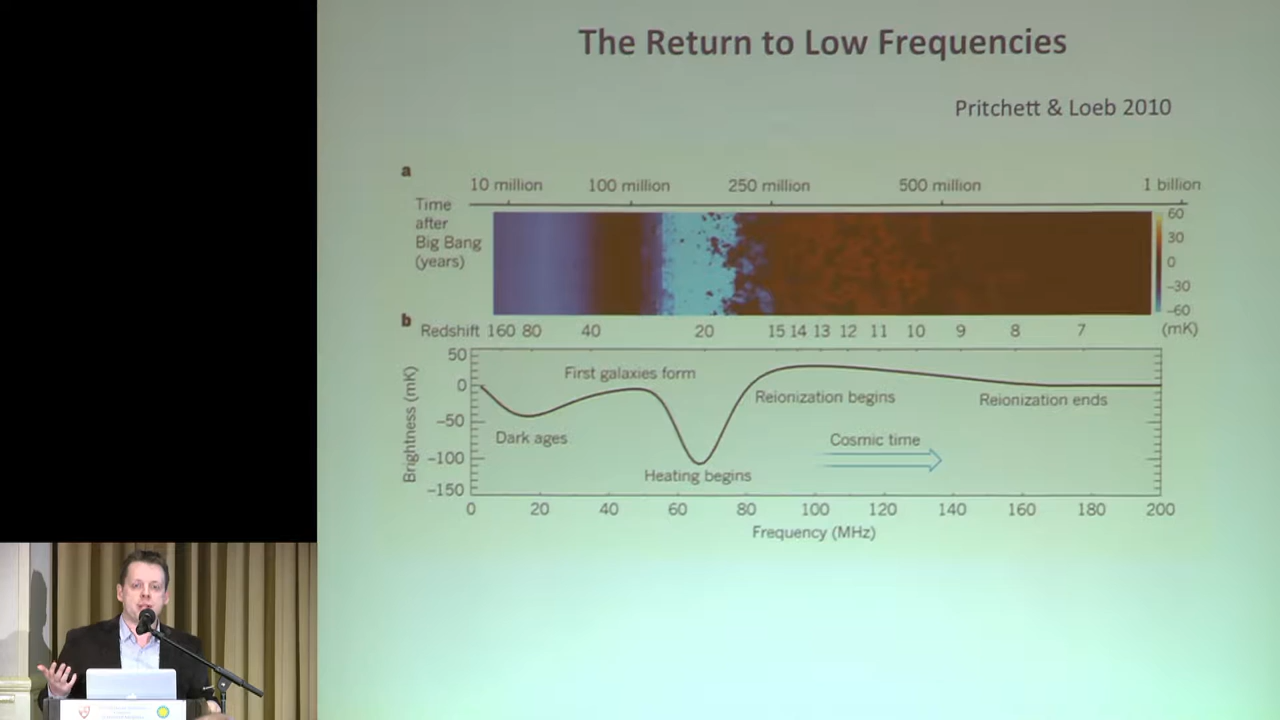 The Return to Low Frequencies
Pritchett & Loeb 2010
a
10 million 100 million 250 million 500 million 1 billion
Time
after
Big Bang
(years)
60
30
0
−30
−60
(mK)
b
Redshift 160 80 40 20 15 14 13 12 11 10 9 8 7
Brightness (mK)
50
0
−50
−100
−150
First galaxies form
Dark ages
Heating begins
Reionization begins
Reionization ends
Cosmic time
0 20 40 60 80 100 120 140 160 180 200
Frequency (MHz)